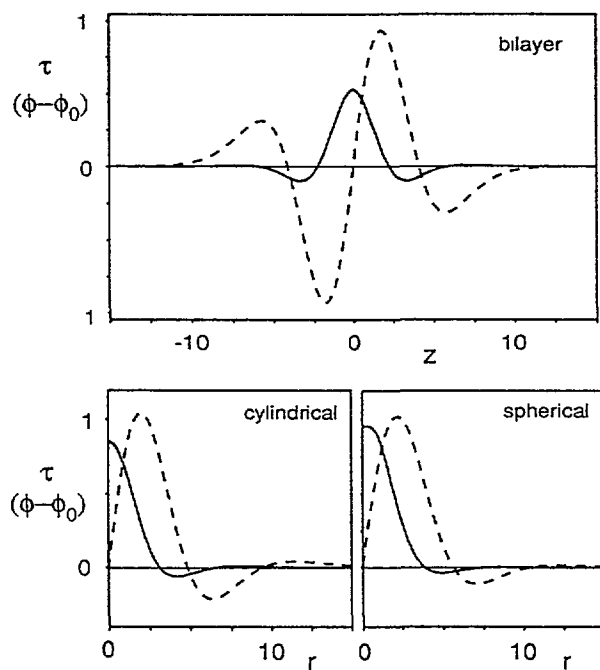 1
bilayer
τ
(ϕ−ϕ₀)
0
1
-10
0
10
z
1
cylindrical
spherical
τ
(ϕ−ϕ₀)
0
0
10
r
0
10
r